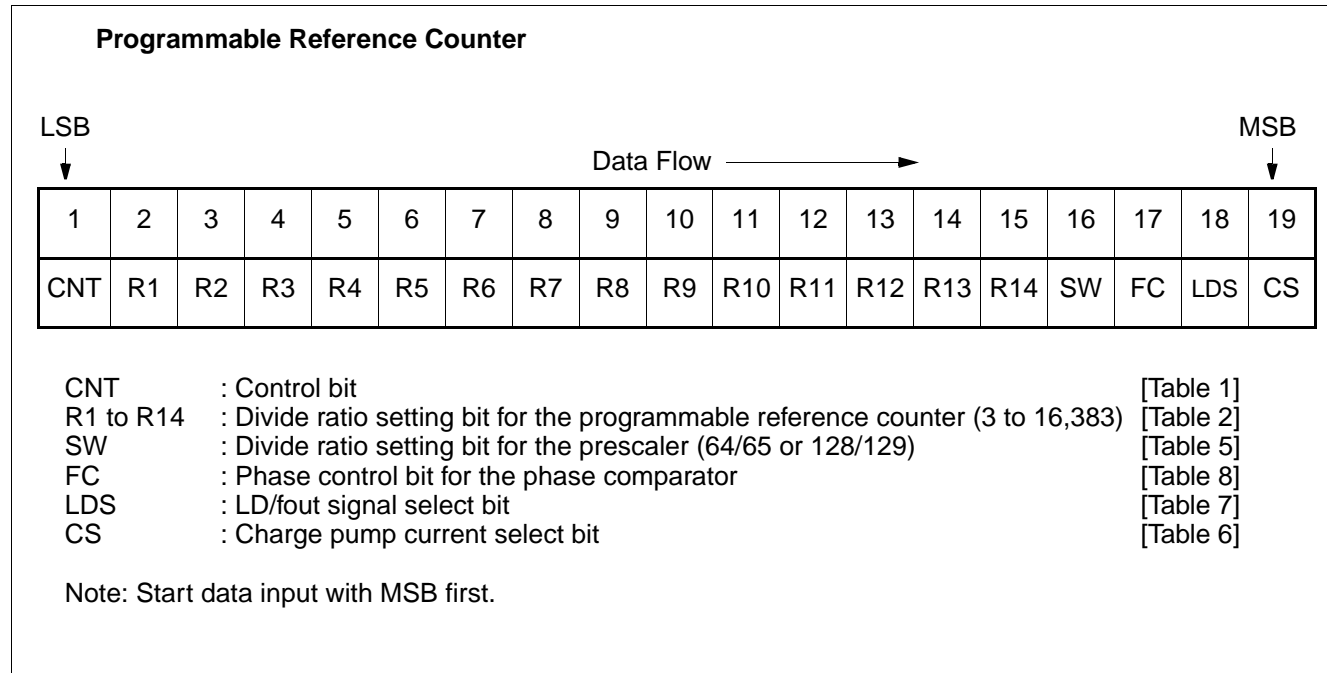 Programmable Reference Counter
LSB MSB
Data Flow
1 2 3 4 5 6 7 8 9 10 11 12 13 14 15 16 17 18 19
CNT R1 R2 R3 R4 R5 R6 R7 R8 R9 R10 R11 R12 R13 R14 SW FC LDS CS
CNT : Control bit [Table 1]
R1 to R14 : Divide ratio setting bit for the programmable reference counter (3 to 16,383) [Table 2]
SW : Divide ratio setting bit for the prescaler (64/65 or 128/129) [Table 5]
FC : Phase control bit for the phase comparator [Table 8]
LDS : LD/fout signal select bit [Table 7]
CS : Charge pump current select bit [Table 6]
Note: Start data input with MSB first.